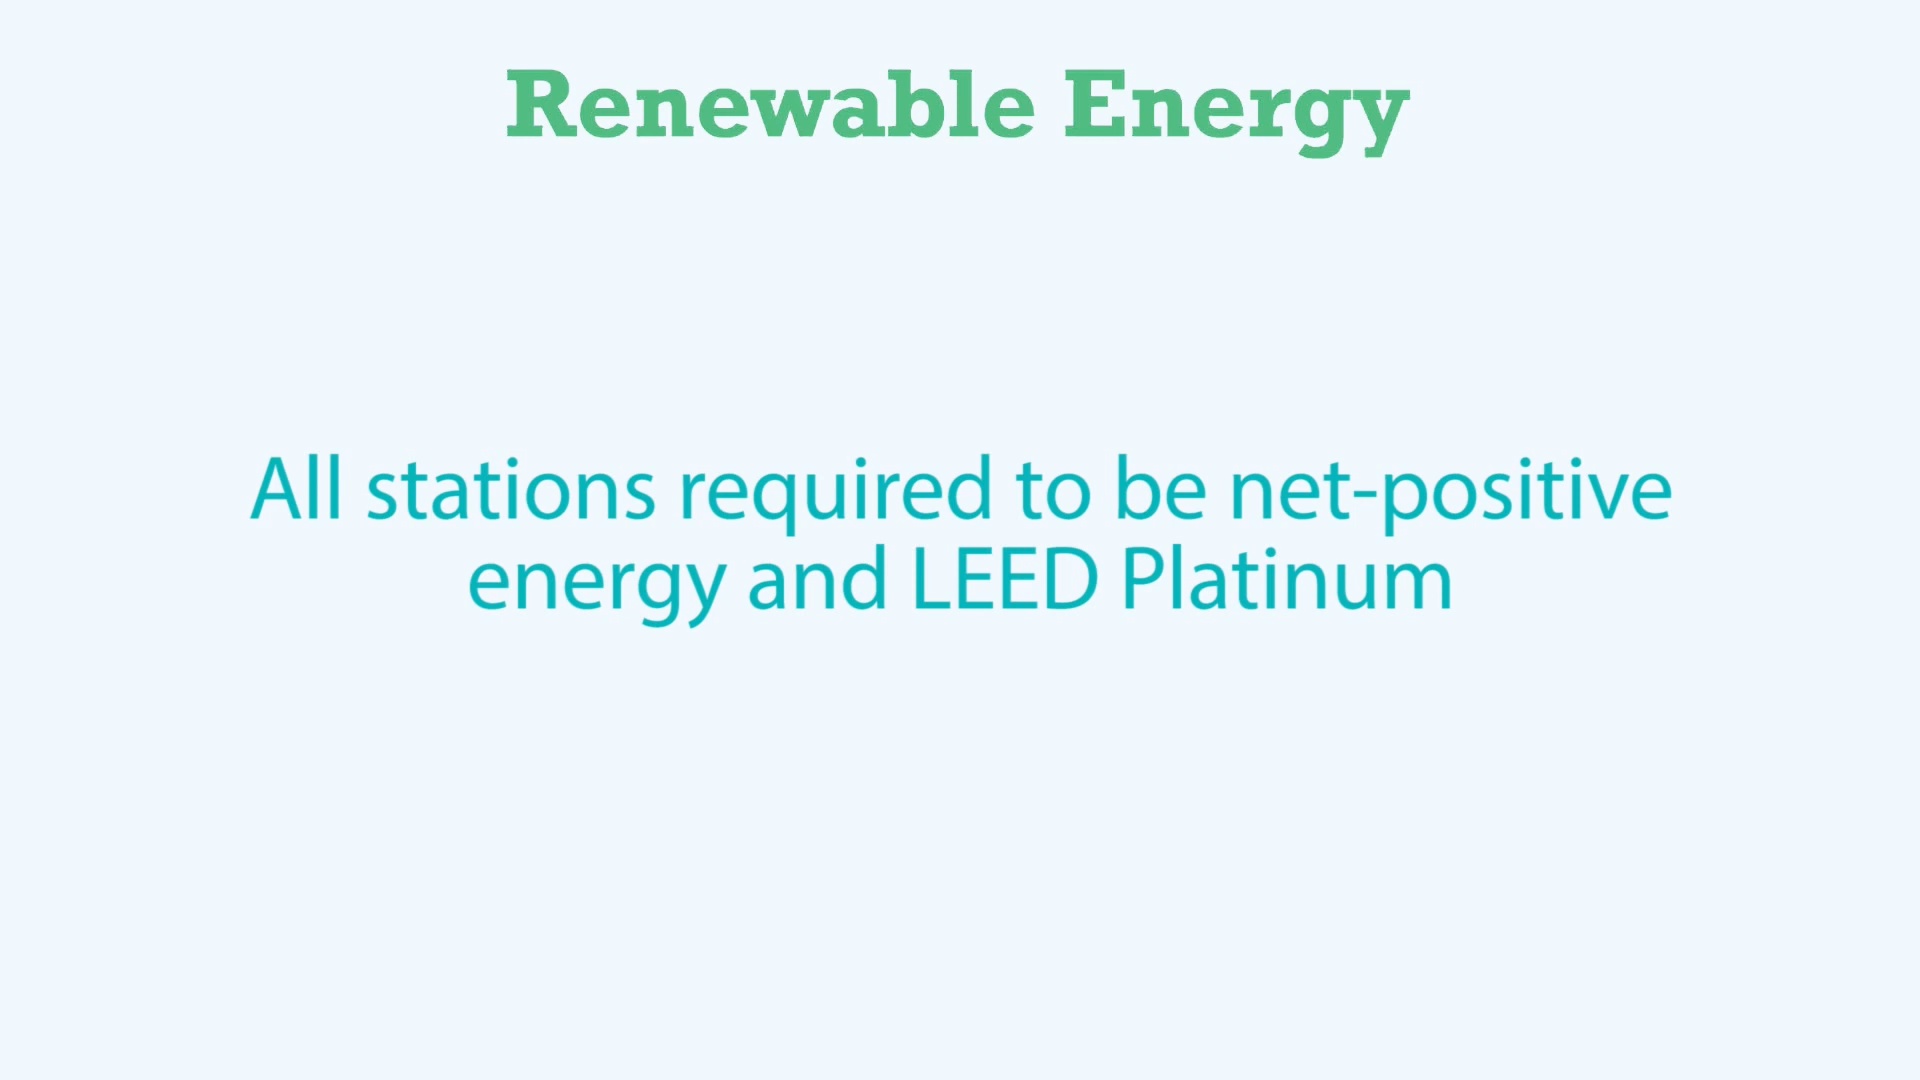 Renewable Energy
All stations required to be net-positive
energy and LEED Platinum